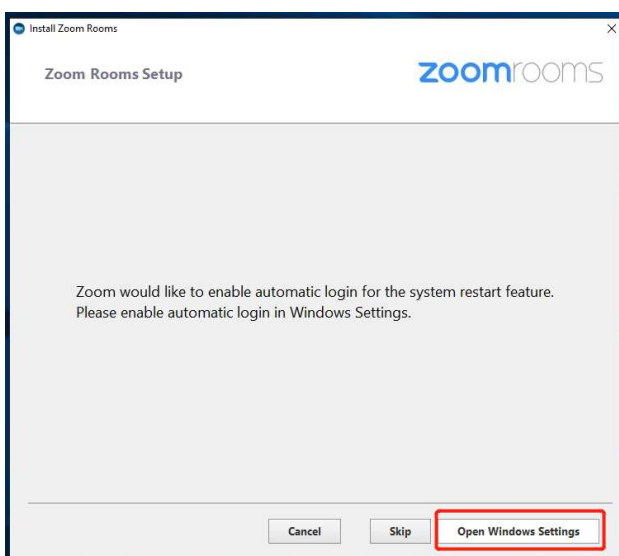 Install Zoom Rooms
Zoom Rooms Setup
zoomrooms
Zoom would like to enable automatic login for the system restart feature.
Please enable automatic login in Windows Settings.
Cancel
Skip
Open Windows Settings